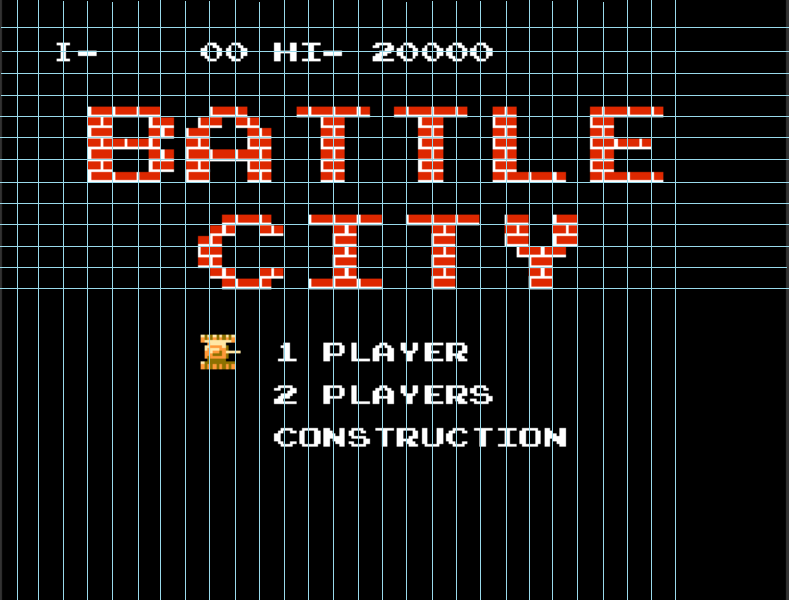 I-     00 HI- 20000
BATTLE
CITY
1 PLAYER
2 PLAYERS
CONSTRUCTION